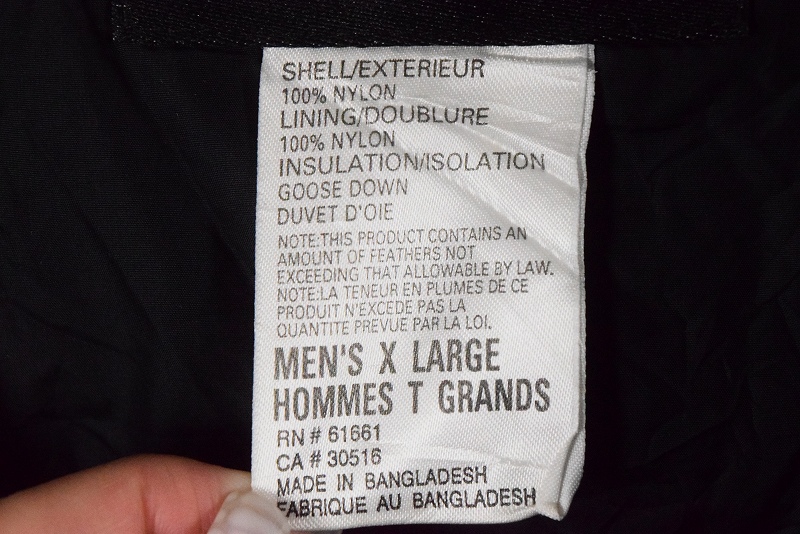 SHELL/EXTERIEUR
100% NYLON
LINING/DOUBLURE
100% NYLON
INSULATION/ISOLATION
GOOSE DOWN
DUVET D'OIE
NOTE:THIS PRODUCT CONTAINS AN
AMOUNT OF FEATHERS NOT
EXCEEDING THAT ALLOWABLE BY LAW.
NOTE:LA TENEUR EN PLUMES DE CE
PRODUIT N'EXCEDE PAS LA
QUANTITE PREVUE PAR LA LOI.
MEN'S X LARGE
HOMMES T GRANDS
RN # 61661
CA # 30516
MADE IN BANGLADESH
FABRIQUE AU BANGLADESH